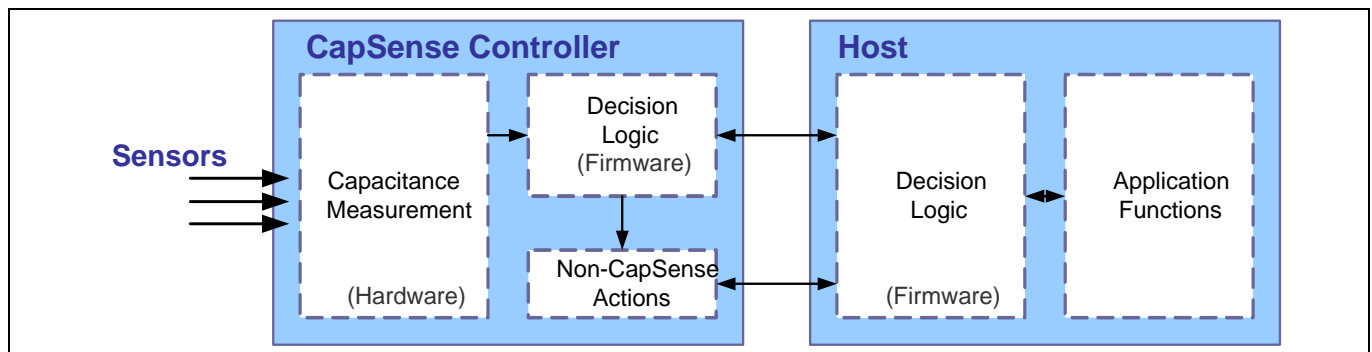 CapSense Controller
Host
Sensors
Capacitance
Measurement
(Hardware)
Decision
Logic
(Firmware)
Non-CapSense
Actions
Decision
Logic
(Firmware)
Application
Functions